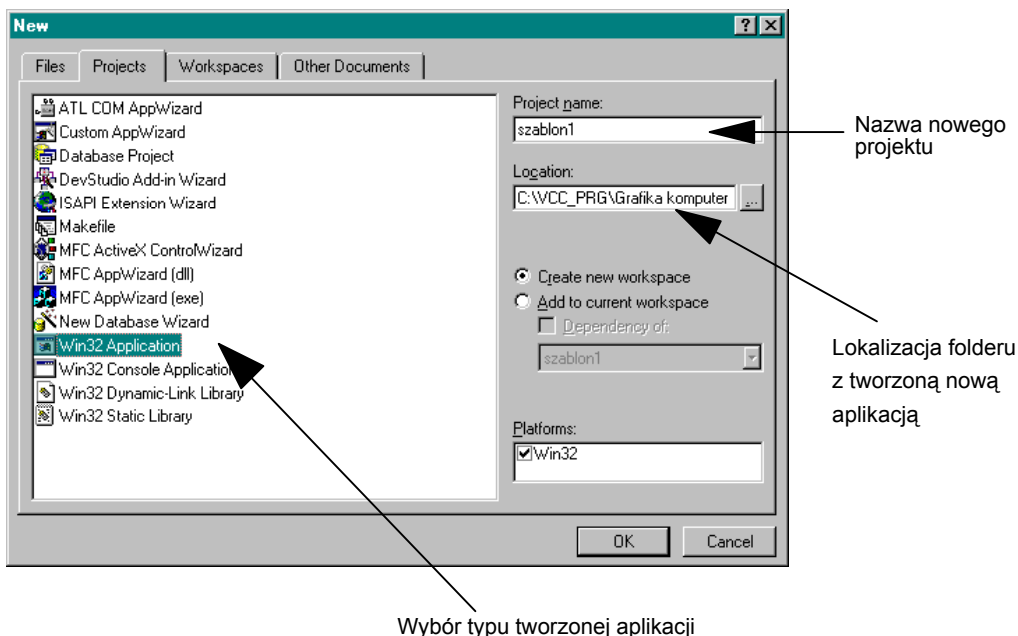 New
Files Projects Workspaces Other Documents
ATL COM AppWizard
Custom AppWizard
Database Project
DevStudio Add-in Wizard
ISAPI Extension Wizard
Makefile
MFC ActiveX ControlWizard
MFC AppWizard (dll)
MFC AppWizard (exe)
New Database Wizard
Win32 Application
Win32 Console Application
Win32 Dynamic-Link Library
Win32 Static Library
Project name:
szablon1
Location:
C:\VCC_PRG\Grafika komputer ...
Create new workspace
Add to current workspace
Dependency of:
szablon1
Platforms:
Win32
OK Cancel
Nazwa nowego
projektu
Lokalizacja folderu
z tworzoną nową
aplikacją
Wybór typu tworzonej aplikacji